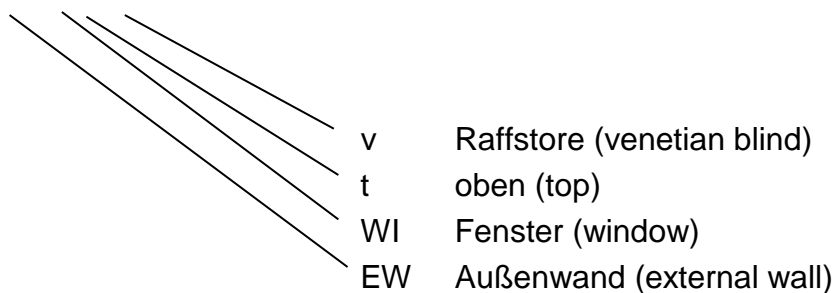 v Raffstore (venetian blind)
t oben (top)
WI Fenster (window)
EW Außenwand (external wall)